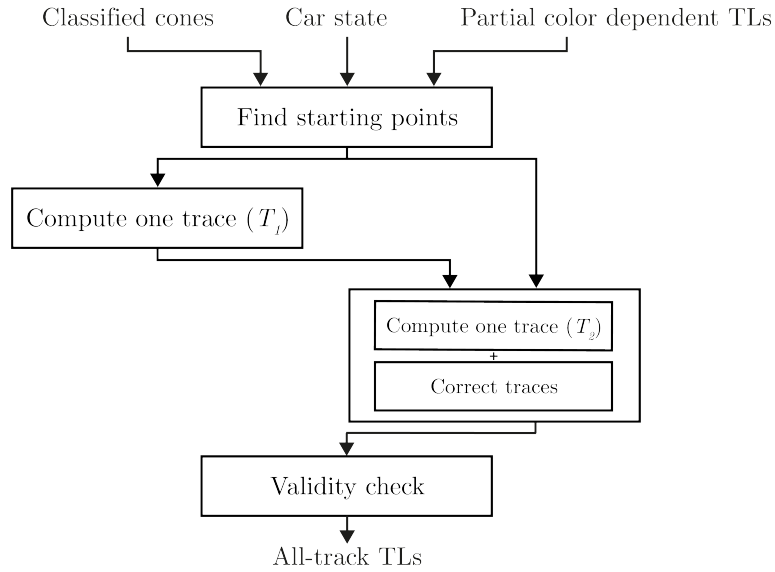 Classified cones
Car state
Partial color dependent TLs
Find starting points
Compute one trace (T₁)
Compute one trace (T₂)
+
Correct traces
Validity check
All-track TLs